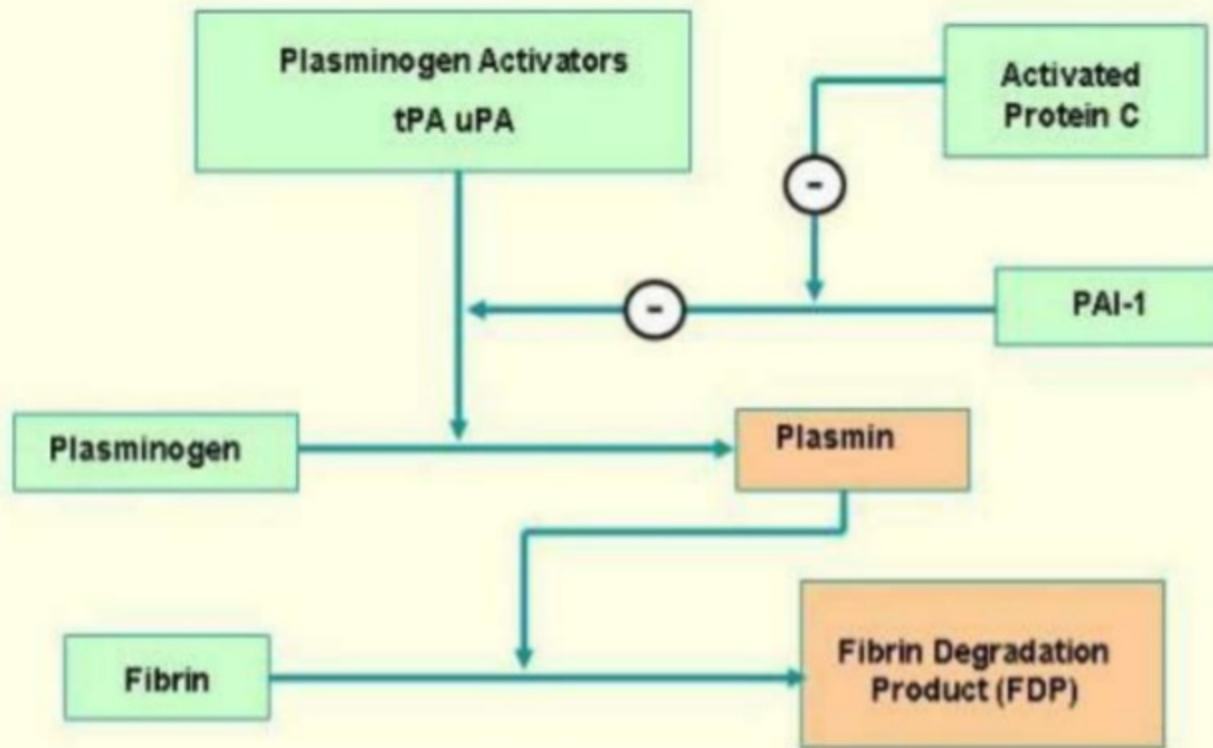 Plasminogen Activators
tPA uPA
Activated
Protein C
-
-
PAI-1
Plasminogen
Plasmin
Fibrin
Fibrin Degradation
Product (FDP)